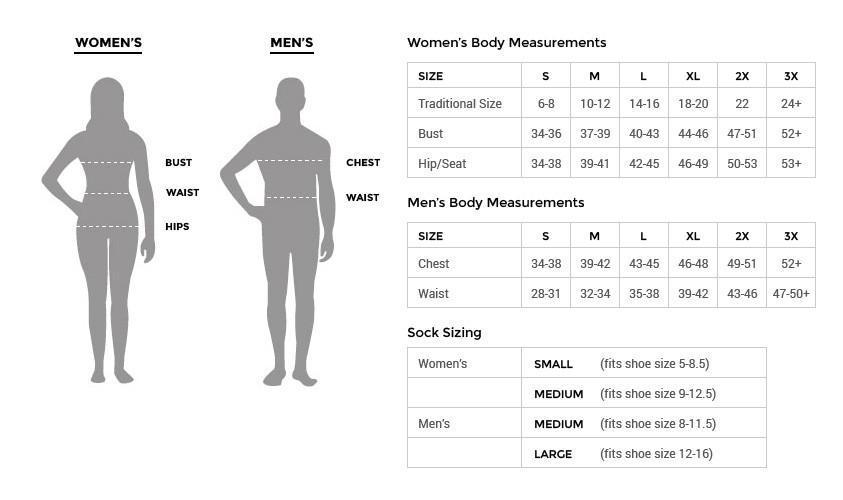 WOMEN'S
MEN'S
BUST
WAIST
HIPS
CHEST
WAIST
Women's Body Measurements
SIZE S M L XL 2X 3X
Traditional Size 6-8 10-12 14-16 18-20 22 24+
Bust 34-36 37-39 40-43 44-46 47-51 52+
Hip/Seat 34-38 39-41 42-45 46-49 50-53 53+
Men's Body Measurements
SIZE S M L XL 2X 3X
Chest 34-38 39-42 43-45 46-48 49-51 52+
Waist 28-31 32-34 35-38 39-42 43-46 47-50+
Sock Sizing
Women's SMALL (fits shoe size 5-8.5)
MEDIUM (fits shoe size 9-12.5)
Men's MEDIUM (fits shoe size 8-11.5)
LARGE (fits shoe size 12-16)